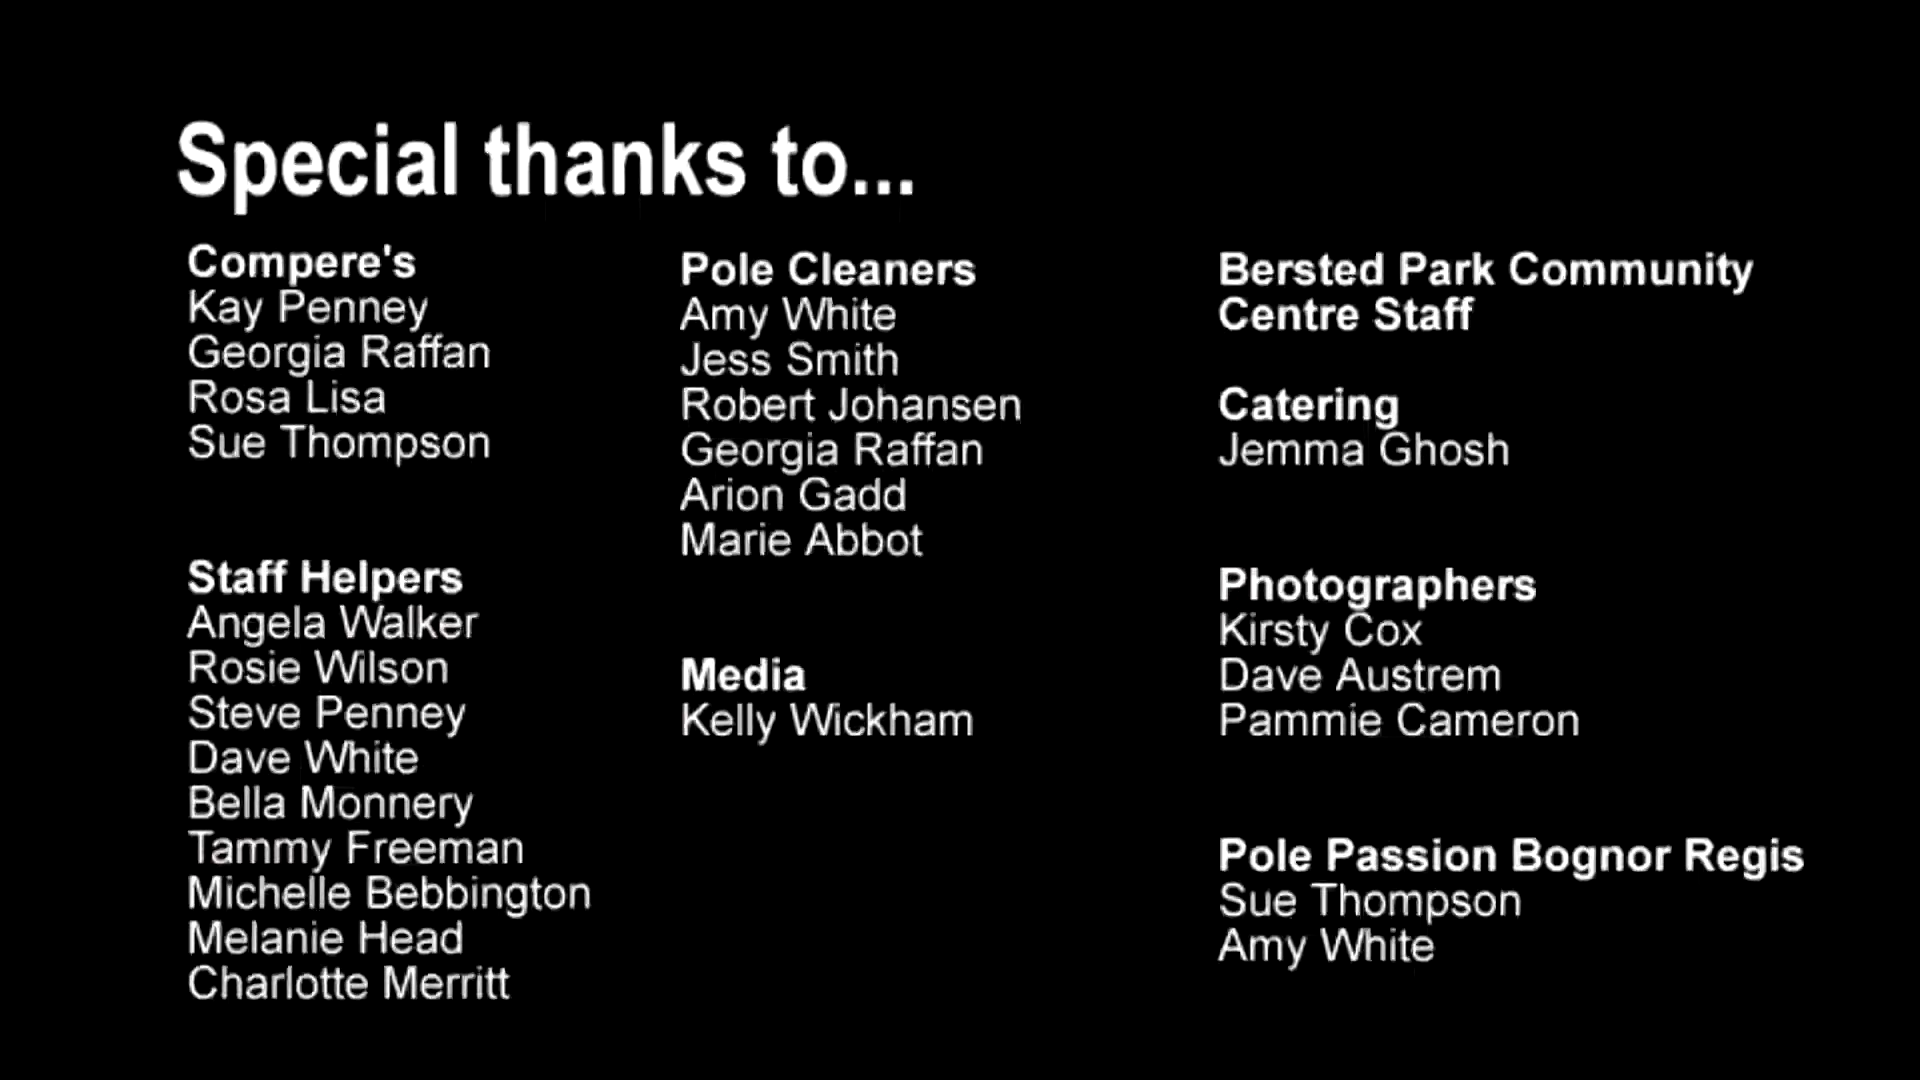 Special thanks to...
Compere's
Kay Penney
Georgia Raffan
Rosa Lisa
Sue Thompson
Staff Helpers
Angela Walker
Rosie Wilson
Steve Penney
Dave White
Bella Monnery
Tammy Freeman
Michelle Bebbington
Melanie Head
Charlotte Merritt
Pole Cleaners
Amy White
Jess Smith
Robert Johansen
Georgia Raffan
Arion Gadd
Marie Abbot
Media
Kelly Wickham
Bersted Park Community
Centre Staff
Catering
Jemma Ghosh
Photographers
Kirsty Cox
Dave Austrem
Pammie Cameron
Pole Passion Bognor Regis
Sue Thompson
Amy White